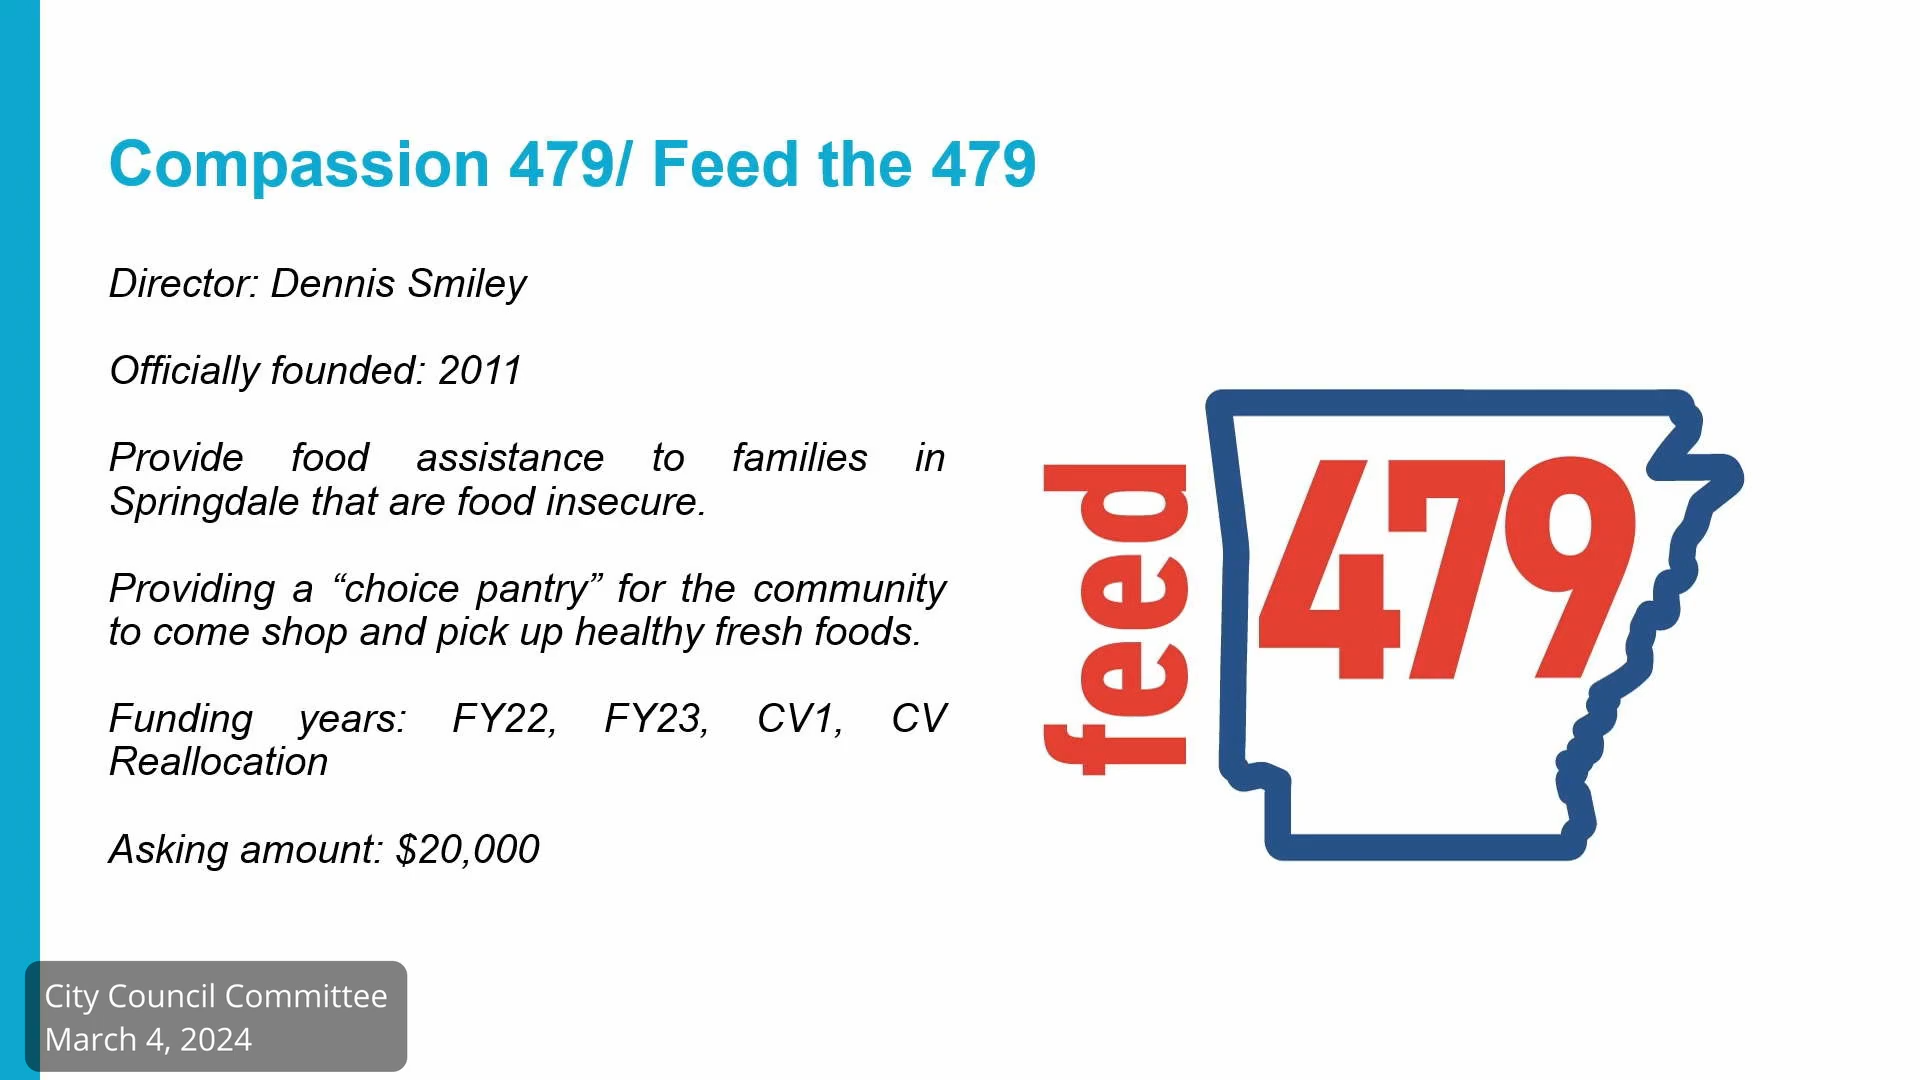 Compassion 479/ Feed the 479
Director: Dennis Smiley
Officially founded: 2011
Provide food assistance to families in
Springdale that are food insecure.
Providing a “choice pantry” for the community
to come shop and pick up healthy fresh foods.
Funding years: FY22, FY23, CV1, CV
Reallocation
Asking amount: $20,000
feed
479
City Council Committee
March 4, 2024